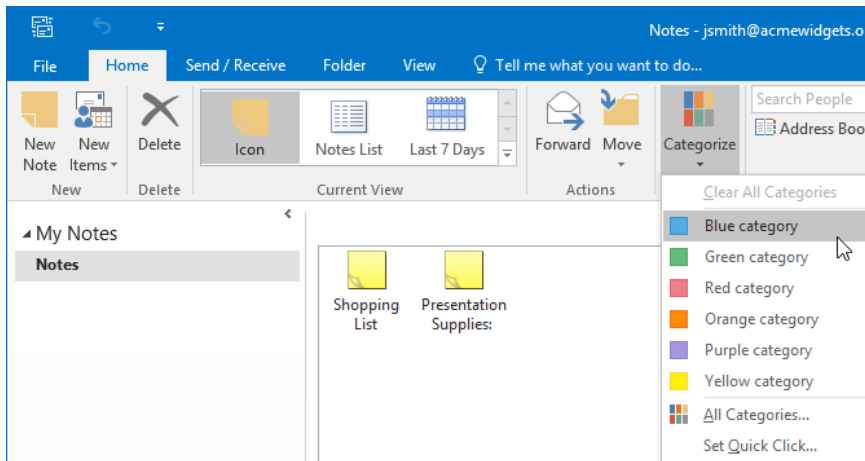 Notes - jsmith@acmewidgets.o
File Home Send / Receive Folder View Tell me what you want to do...
New Note
New Items
Delete
Icon
Notes List
Last 7 Days
Forward
Move
Categorize
Search People
Address Boo
New Delete Current View Actions
Clear All Categories
Blue category
Green category
Red category
Orange category
Purple category
Yellow category
All Categories...
Set Quick Click...
My Notes
Notes
Shopping
List
Presentation
Supplies: